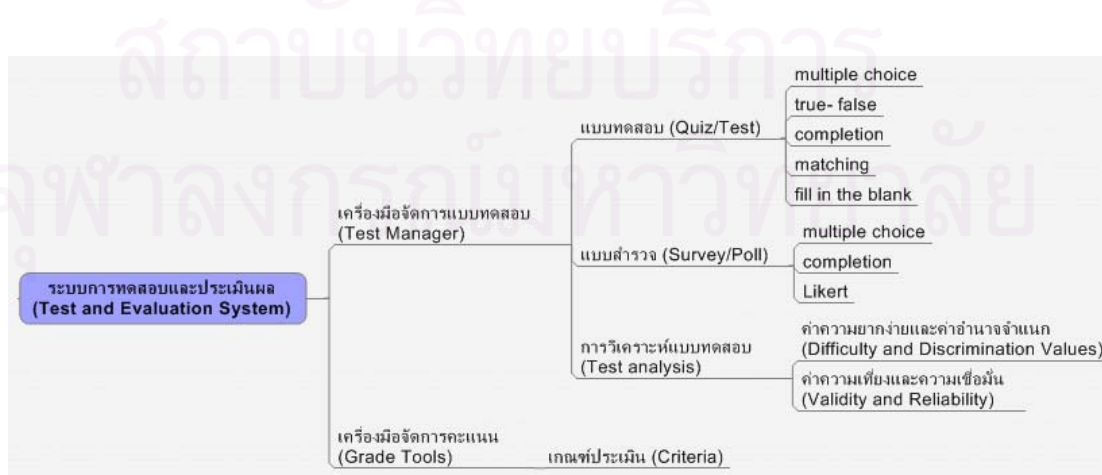 สถาบันวิทยบริการ
จุฬาลงกรณ์มหาวิทยาลัย
ระบบการทดสอบและประเมินผล
(Test and Evaluation System)
เครื่องมือจัดการแบบทดสอบ
(Test Manager)
แบบทดสอบ (Quiz/Test)
multiple choice
true- false
completion
matching
fill in the blank
แบบสำรวจ (Survey/Poll)
multiple choice
completion
Likert
การวิเคราะห์แบบทดสอบ
(Test analysis)
ค่าความยากง่ายและค่าอำนาจจำแนก
(Difficulty and Discrimination Values)
ค่าความเที่ยงและความเชื่อมั่น
(Validity and Reliability)
เครื่องมือจัดการคะแนน
(Grade Tools)
เกณฑ์ประเมิน (Criteria)